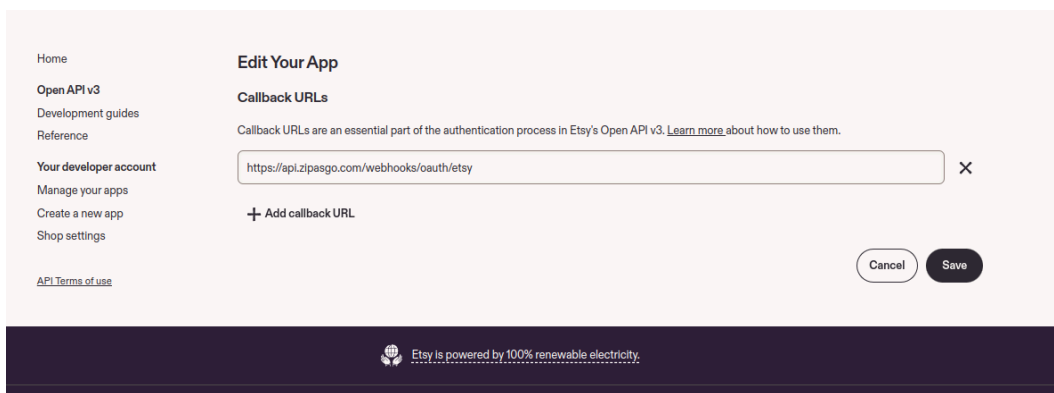 Home
Open API v3
Development guides
Reference
Your developer account
Manage your apps
Create a new app
Shop settings
API Terms of use
Edit Your App
Callback URLs
Callback URLs are an essential part of the authentication process in Etsy's Open API v3. Learn more about how to use them.
https://api.zipasgo.com/webhooks/oauth/etsy
Add callback URL
Cancel
Save
Etsy is powered by 100% renewable electricity.